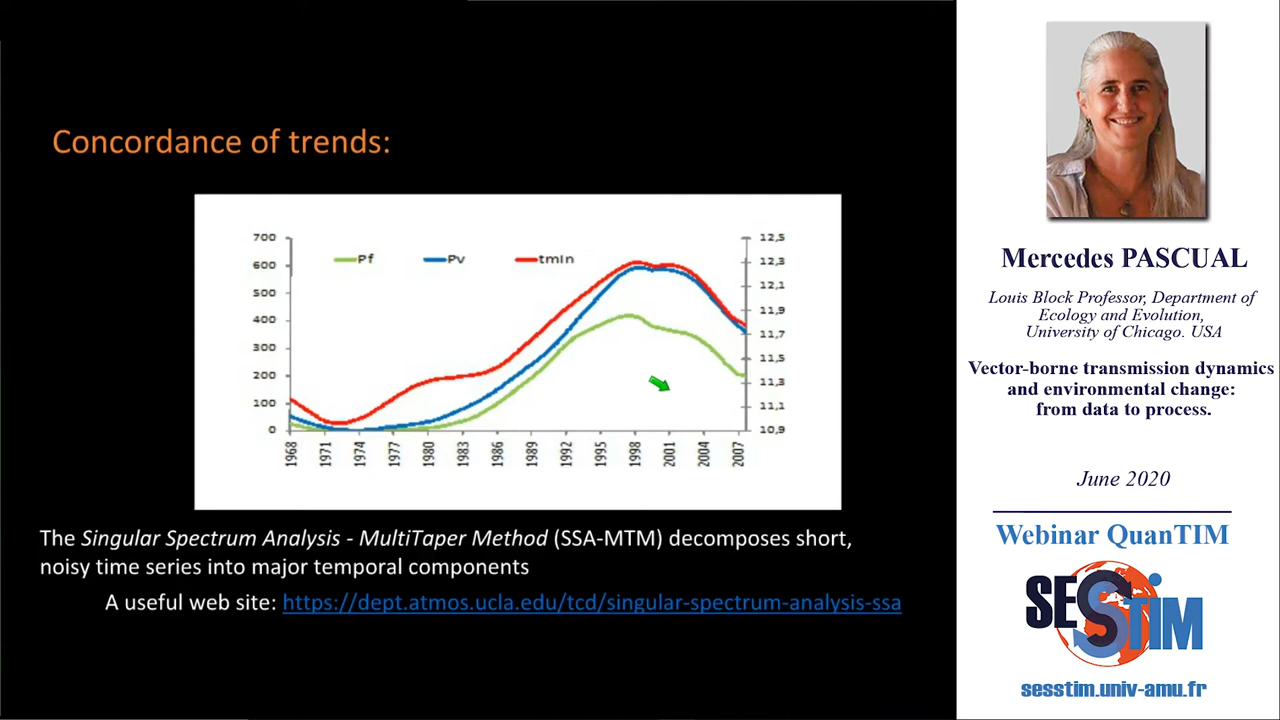 Concordance of trends:
700
600
500
400
300
200
100
0
Pf
Pv
tmin
12,5
12,3
12,1
11,9
11,7
11,5
11,3
11,1
10,9
1968
1971
1974
1977
1980
1983
1986
1989
1992
1995
1998
2001
2004
2007
The Singular Spectrum Analysis - MultiTaper Method (SSA-MTM) decomposes short,
noisy time series into major temporal components
A useful web site: https://dept.atmos.ucla.edu/tcd/singular-spectrum-analysis-ssa
Mercedes PASCUAL
Louis Block Professor, Department of
Ecology and Evolution,
University of Chicago. USA
Vector-borne transmission dynamics
and environmental change:
from data to process.
June 2020
Webinar QuanTIM
SESSTIM
sesstim.univ-amu.fr